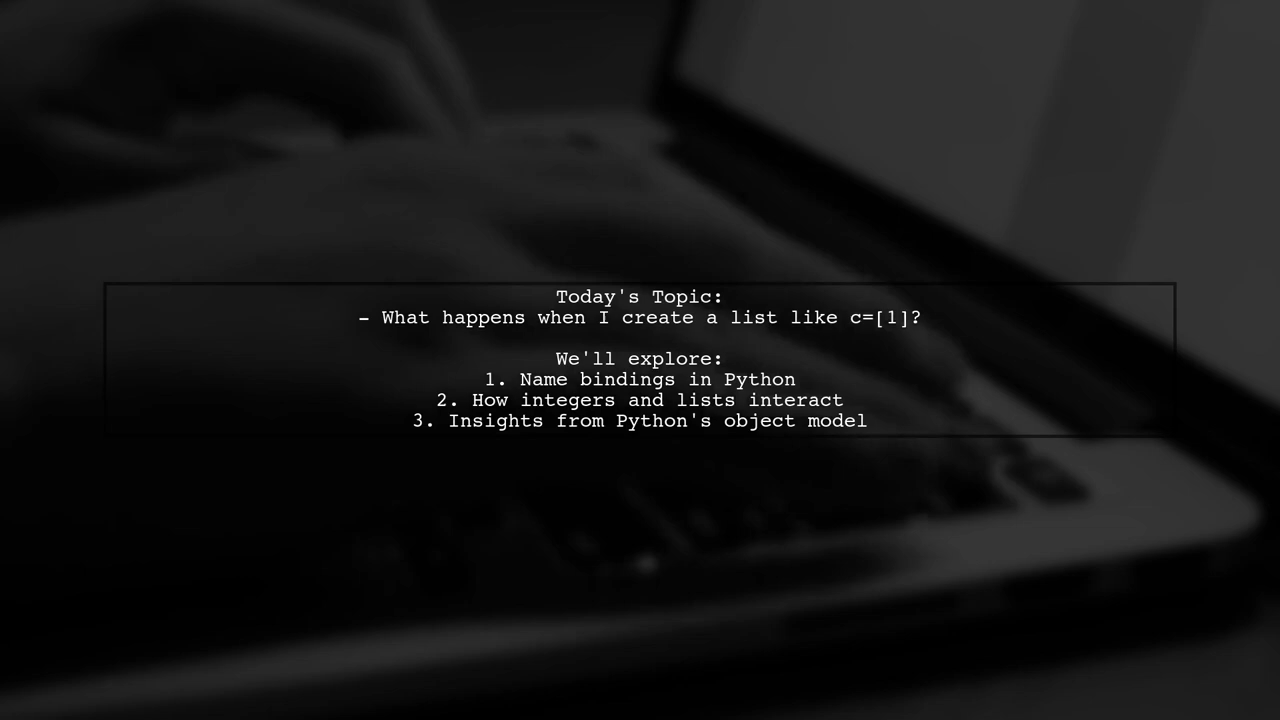 Today's Topic:
- What happens when I create a list like c=[1]?
We'll explore:
1. Name bindings in Python
2. How integers and lists interact
3. Insights from Python's object model